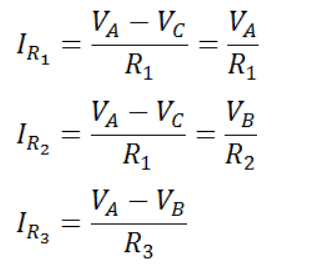 I_{R_1} = \frac{V_A - V_C}{R_1} = \frac{V_A}{R_1}
I_{R_2} = \frac{V_A - V_C}{R_1} = \frac{V_B}{R_2}
I_{R_3} = \frac{V_A - V_B}{R_3}